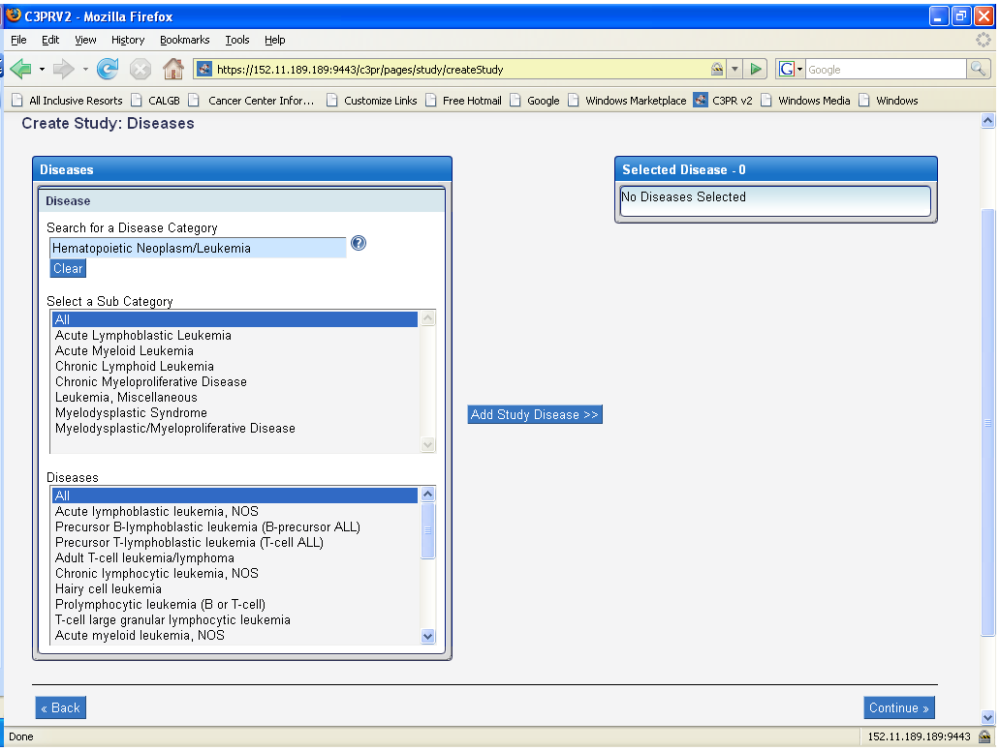 C3PRV2 - Mozilla Firefox
File Edit View History Bookmarks Tools Help
https://152.11.189.189:9443/c3pr/pages/study/createStudy
G Google
All Inclusive Resorts CALGB Cancer Center Infor... Customize Links Free Hotmail Google Windows Marketplace C3PR v2 Windows Media Windows
Create Study: Diseases
Diseases
Disease
Search for a Disease Category
Hematopoietic Neoplasm/Leukemia
?
Clear
Select a Sub Category
All
Acute Lymphoblastic Leukemia
Acute Myeloid Leukemia
Chronic Lymphoid Leukemia
Chronic Myeloproliferative Disease
Leukemia, Miscellaneous
Myelodysplastic Syndrome
Myelodysplastic/Myeloproliferative Disease
Diseases
All
Acute lymphoblastic leukemia, NOS
Precursor B-lymphoblastic leukemia (B-precursor ALL)
Precursor T-lymphoblastic leukemia (T-cell ALL)
Adult T-cell leukemia/lymphoma
Chronic lymphocytic leukemia, NOS
Hairy cell leukemia
Prolymphocytic leukemia (B or T-cell)
T-cell large granular lymphocytic leukemia
Acute myeloid leukemia, NOS
Add Study Disease >>
Selected Disease - 0
No Diseases Selected
« Back
Continue »
Done
152.11.189.189:9443